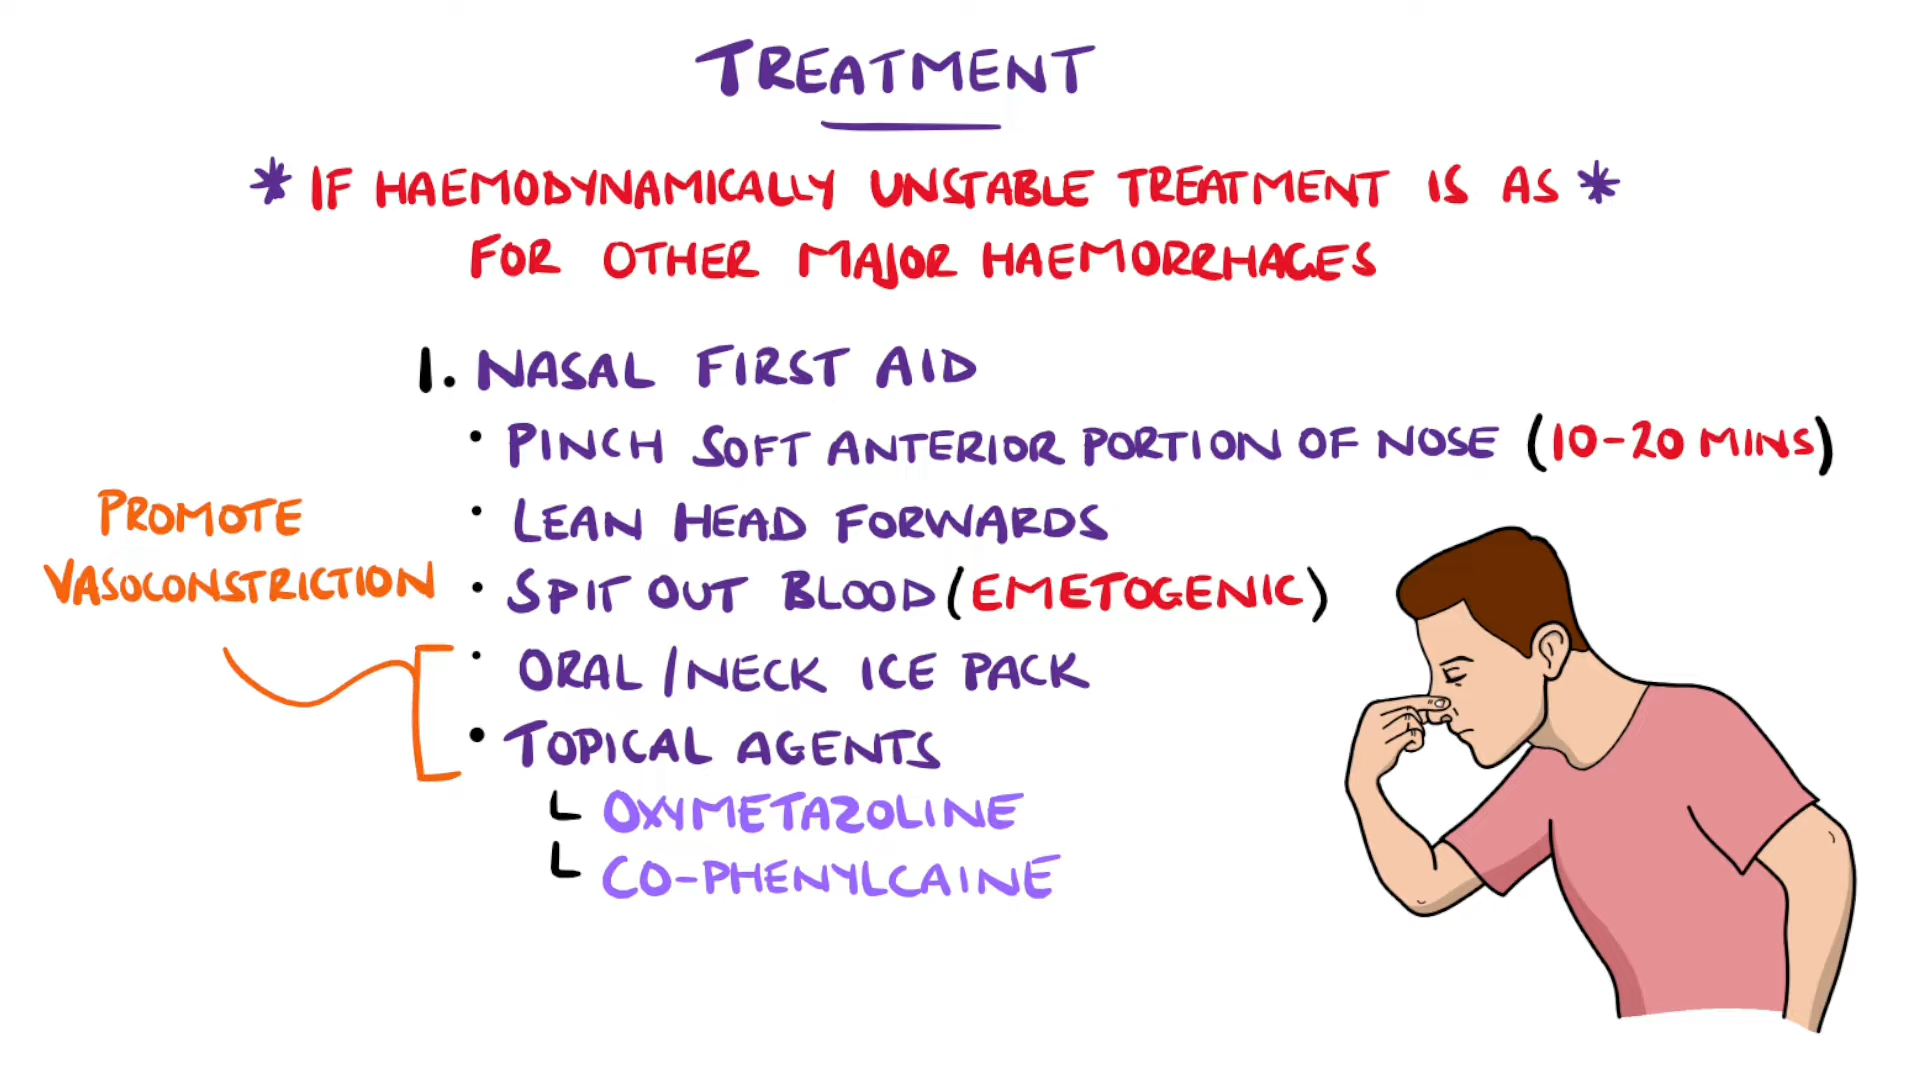 TREATMENT
* IF HAEMODYNAMICALLY UNSTABLE TREATMENT IS AS *
FOR OTHER MAJOR HAEMORRHAGES
1. NASAL FIRST AID
• PINCH SOFT ANTERIOR PORTION OF NOSE (10-20 MINS)
• LEAN HEAD FORWARDS
• SPIT OUT BLOOD (EMETOGENIC)
• ORAL/NECK ICE PACK
• TOPICAL AGENTS
└ OXYMETAZOLINE
└ CO-PHENYLCAINE
PROMOTE
VASOCONSTRICTION